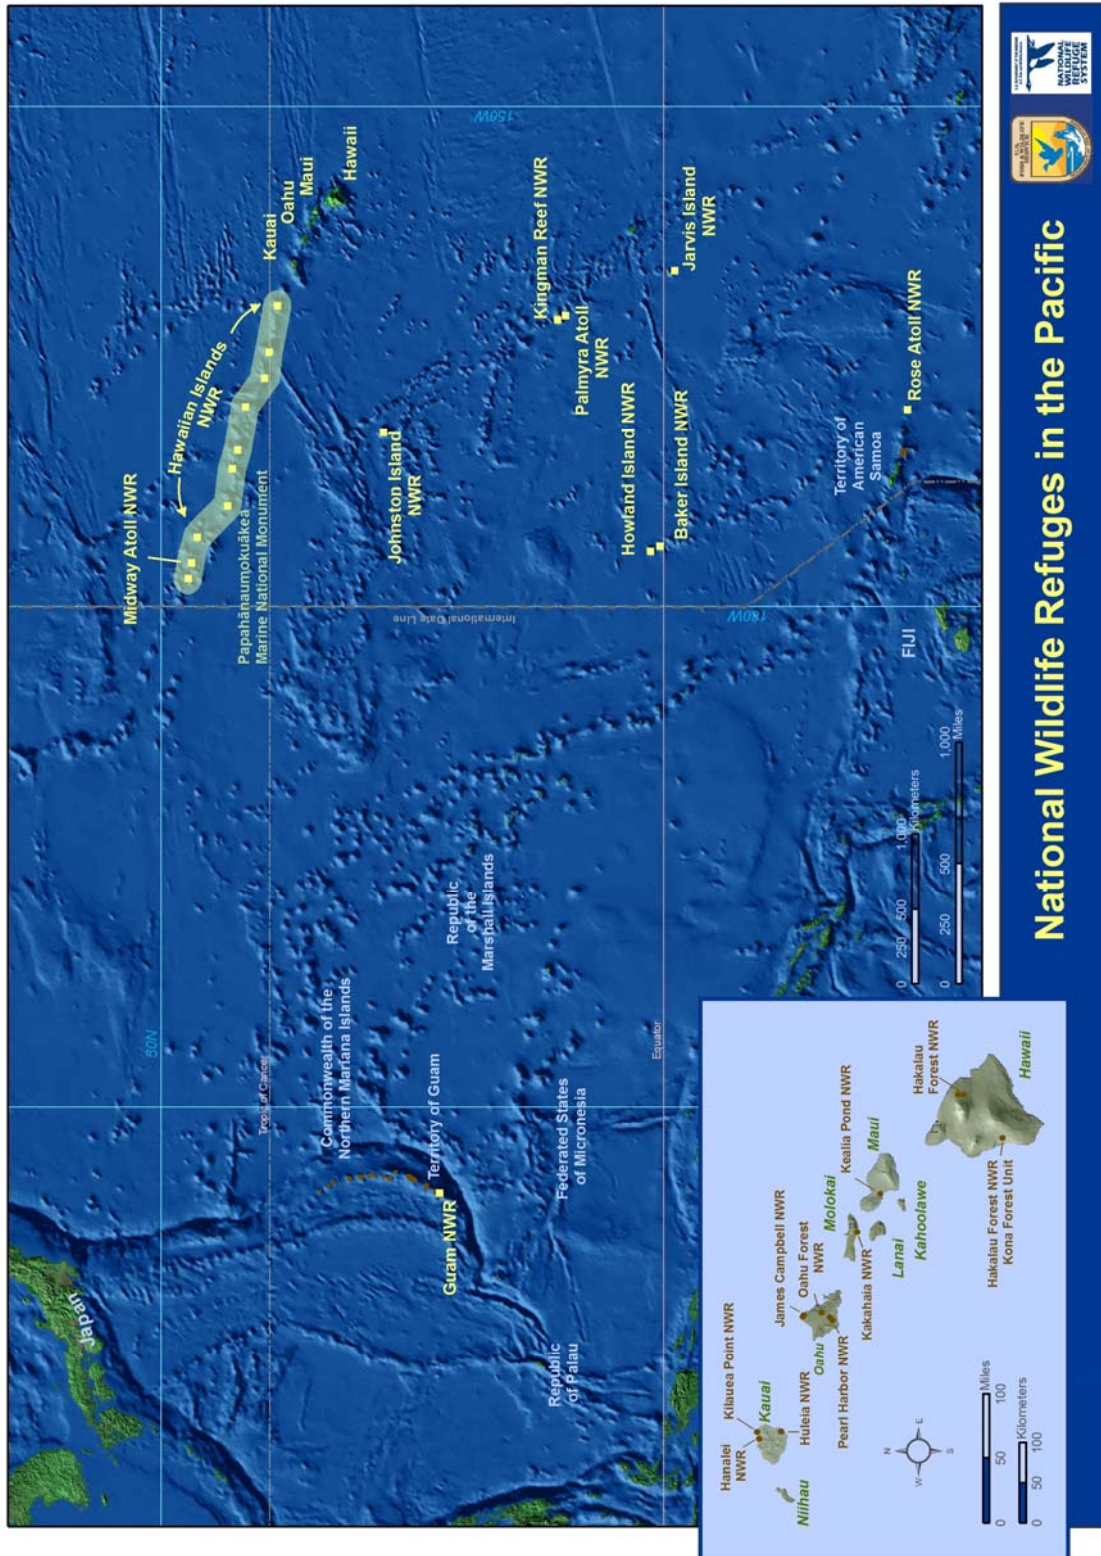 National Wildlife Refuges in the Pacific
U.S.
FISH & WILDLIFE
SERVICE
NATIONAL
WILDLIFE
REFUGE
SYSTEM
Japan
30N
Tropic of Cancer
Midway Atoll NWR
Hawaiian Islands
NWR
Papahānaumokuākea
Marine National Monument
Kauai
Oahu
Maui
Hawaii
150W
Commonwealth of the
Northern Mariana Islands
Territory of Guam
Guam NWR
Republic
of the
Marshall Islands
International Date Line
Johnston Island
NWR
Federated States
of Micronesia
Republic
of Palau
Kingman Reef NWR
Palmyra Atoll
NWR
Howland Island NWR
Baker Island NWR
Jarvis Island
NWR
Equator
180W
Territory of
American
Samoa
Rose Atoll NWR
FIJI
0 250 500 1,000
Kilometers
0 250 500 1,000
Miles
Hanalei
NWR
Kilauea Point NWR
Kauai
Niihau
Huleia NWR
James Campbell NWR
Oahu Forest
NWR
Oahu
Pearl Harbor NWR
Molokai
Kakahaia NWR
Kealia Pond NWR
Maui
Lanai
Kahoolawe
Hakalau
Forest NWR
Hakalau Forest NWR
Kona Forest Unit
Hawaii
N
W
E
S
Miles
0 50 100
Kilometers
0 50 100